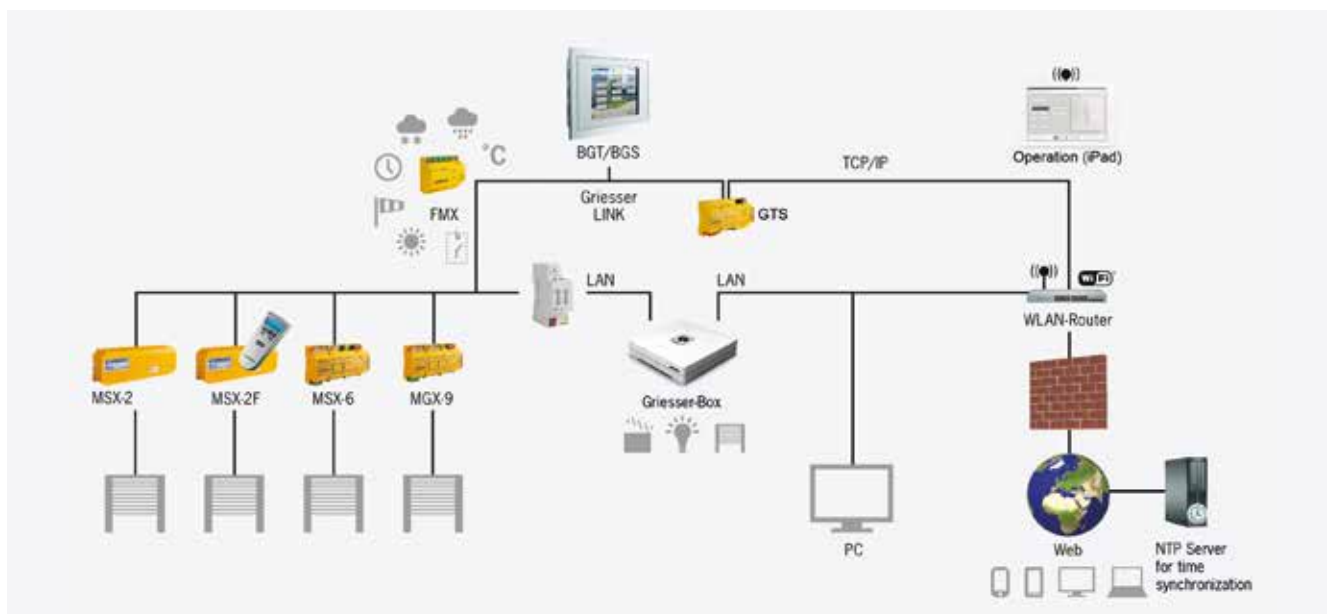 BGT/BGS
°C
TCP/IP
Operation (iPad)
FMX
Griesser
LINK
GTS
LAN
LAN
WiFi
WLAN-Router
MSX-2
MSX-2F
MSX-6
MGX-9
Griesser-Box
PC
Web
NTP Server
for time
synchronization